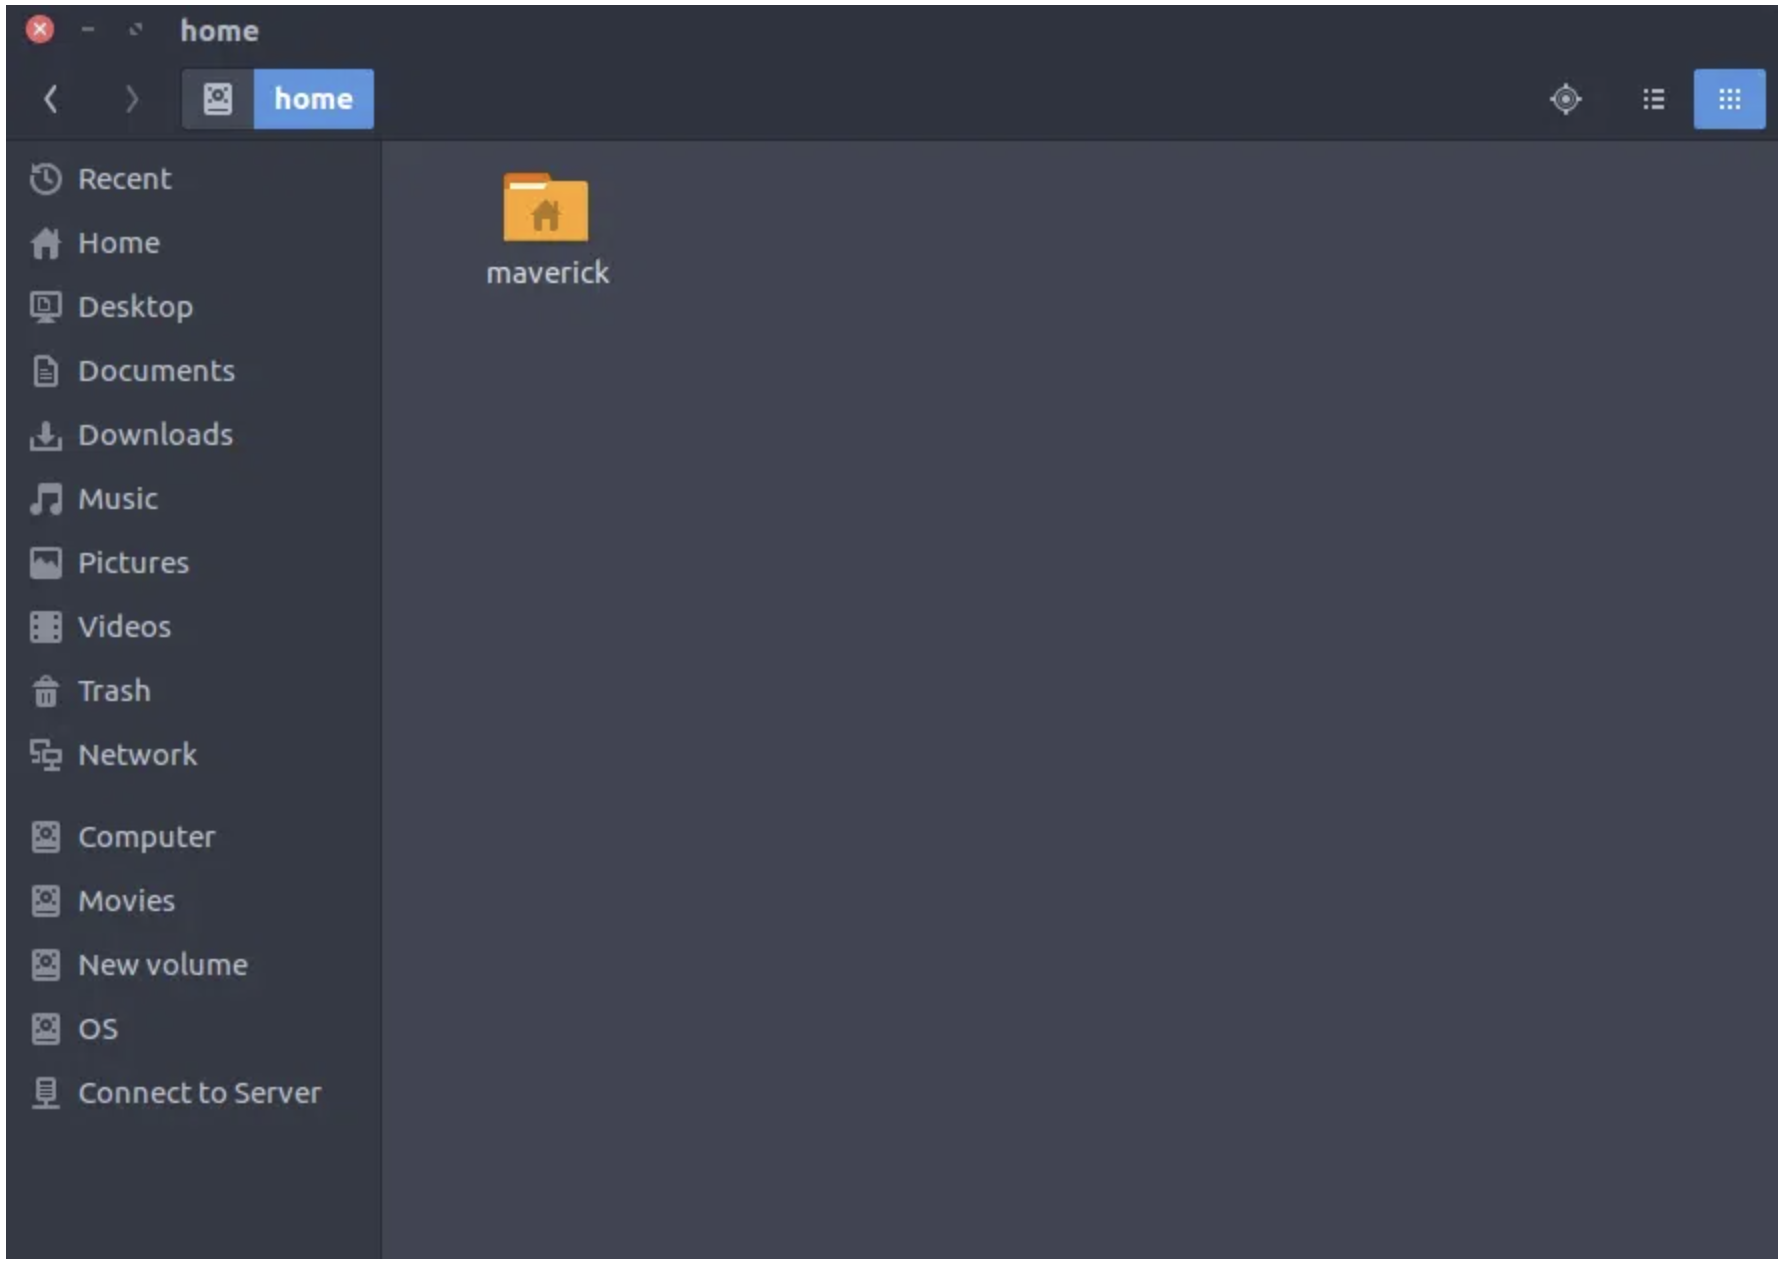 home
home
Recent
Home
Desktop
Documents
Downloads
Music
Pictures
Videos
Trash
Network
Computer
Movies
New volume
OS
Connect to Server
maverick